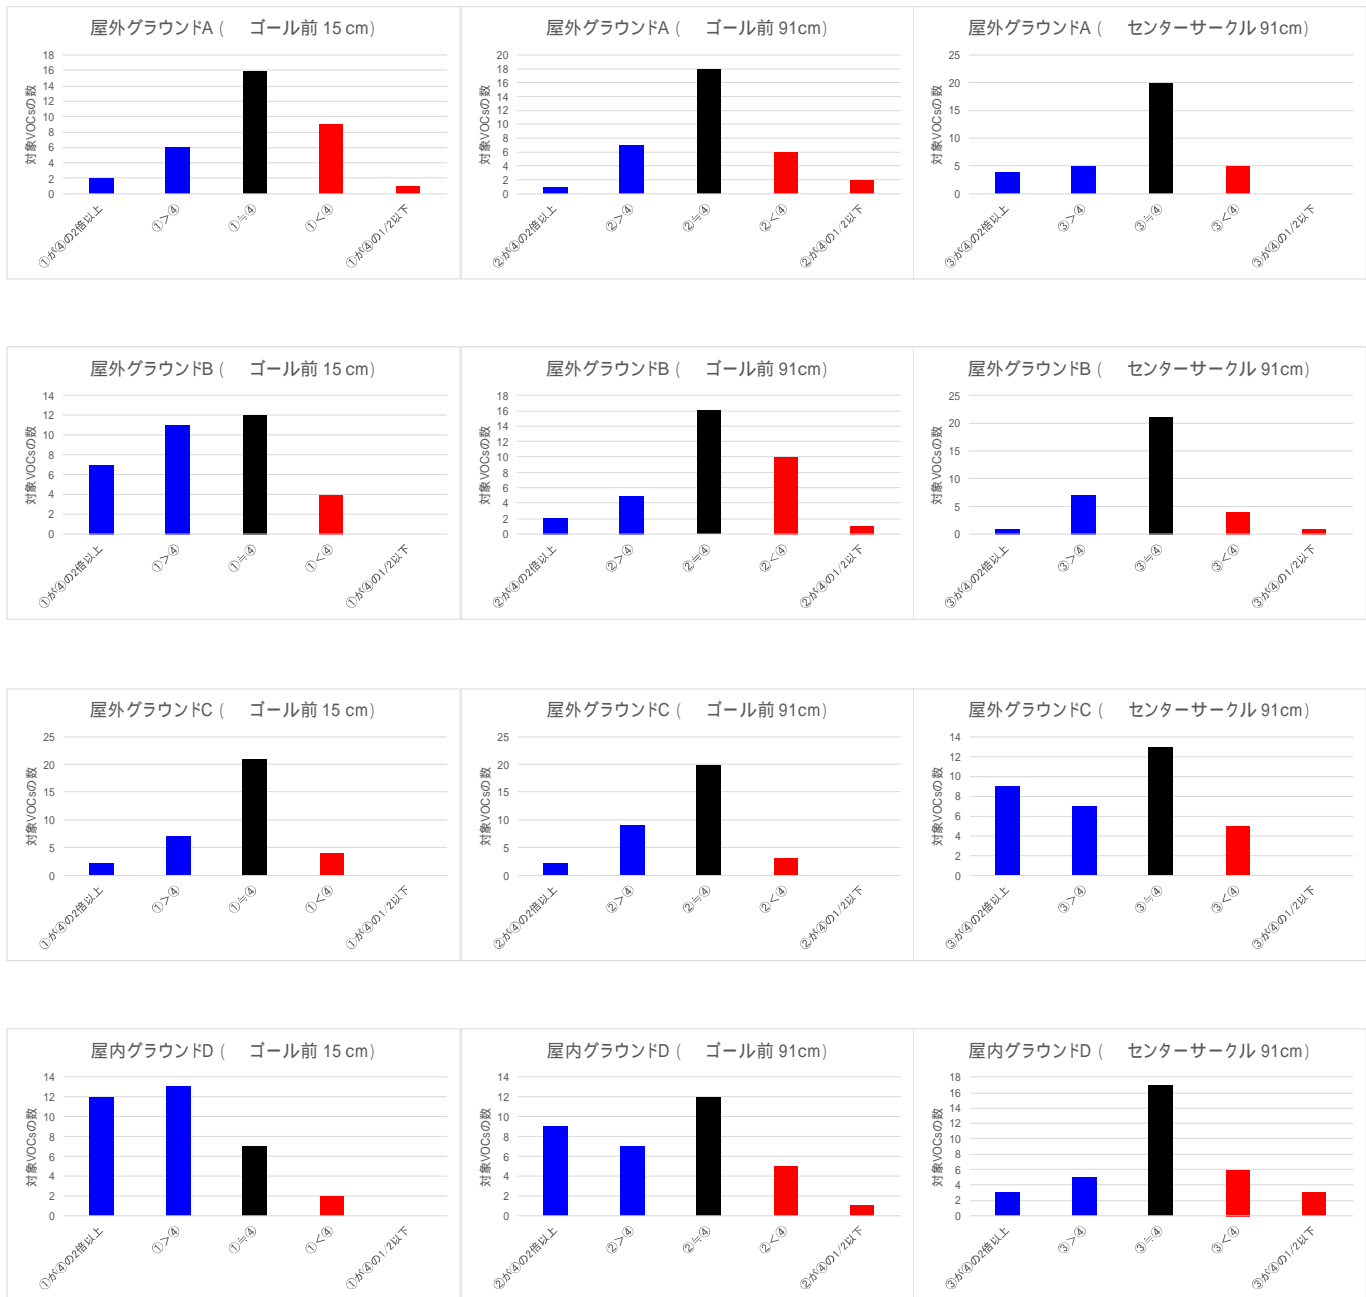 屋外グラウンドA ( ゴール前 15 cm)
対象VOCsの数
18
16
14
12
10
8
6
4
2
0
①が④の2倍以上
①>④
①≒④
①<④
①が④の1/2以下
屋外グラウンドA ( ゴール前 91cm)
対象VOCsの数
20
18
16
14
12
10
8
6
4
2
0
②が④の2倍以上
②>④
②≒④
②<④
②が④の1/2以下
屋外グラウンドA ( センターサークル 91cm)
対象VOCsの数
25
20
15
10
5
0
③が④の2倍以上
③>④
③≒④
③<④
③が④の1/2以下
屋外グラウンドB ( ゴール前 15 cm)
対象VOCsの数
14
12
10
8
6
4
2
0
①が④の2倍以上
①>④
①≒④
①<④
①が④の1/2以下
屋外グラウンドB ( ゴール前 91cm)
対象VOCsの数
18
16
14
12
10
8
6
4
2
0
②が④の2倍以上
②>④
②≒④
②<④
②が④の1/2以下
屋外グラウンドB ( センターサークル 91cm)
対象VOCsの数
25
20
15
10
5
0
③が④の2倍以上
③>④
③≒④
③<④
③が④の1/2以下
屋外グラウンドC ( ゴール前 15 cm)
対象VOCsの数
25
20
15
10
5
0
①が④の2倍以上
①>④
①≒④
①<④
①が④の1/2以下
屋外グラウンドC ( ゴール前 91cm)
対象VOCsの数
25
20
15
10
5
0
②が④の2倍以上
②>④
②≒④
②<④
②が④の1/2以下
屋外グラウンドC ( センターサークル 91cm)
対象VOCsの数
14
12
10
8
6
4
2
0
③が④の2倍以上
③>④
③≒④
③<④
③が④の1/2以下
屋内グラウンドD ( ゴール前 15 cm)
対象VOCsの数
14
12
10
8
6
4
2
0
①が④の2倍以上
①>④
①≒④
①<④
①が④の1/2以下
屋内グラウンドD ( ゴール前 91cm)
対象VOCsの数
14
12
10
8
6
4
2
0
②が④の2倍以上
②>④
②≒④
②<④
②が④の1/2以下
屋内グラウンドD ( センターサークル 91cm)
対象VOCsの数
18
16
14
12
10
8
6
4
2
0
③が④の2倍以上
③>④
③≒④
③<④
③が④の1/2以下